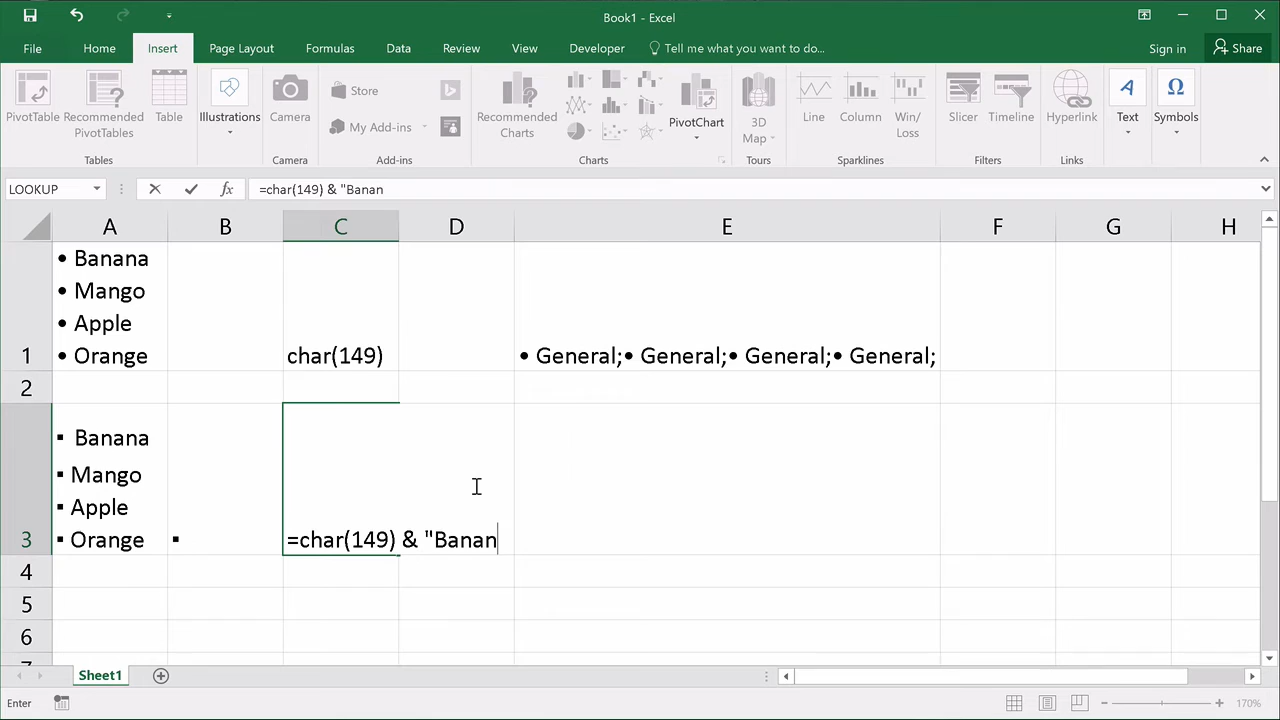 Book1 - Excel
File Home Insert Page Layout Formulas Data Review View Developer Tell me what you want to do... Sign in Share
PivotTable Recommended PivotTables Table Illustrations Camera Store My Add-ins Recommended Charts PivotChart 3D Map Line Column Win/Loss Slicer Timeline Hyperlink Text Symbols
Tables Camera Add-ins Charts Tours Sparklines Filters Links
LOOKUP fx =char(149) & "Banan
A B C D E F G H
• Banana
• Mango
• Apple
1 • Orange char(149) • General;• General;• General;• General;
2
▪ Banana
▪ Mango
▪ Apple
3 ▪ Orange ▪ =char(149) & "Banan
4
5
6
Sheet1
Enter 170%